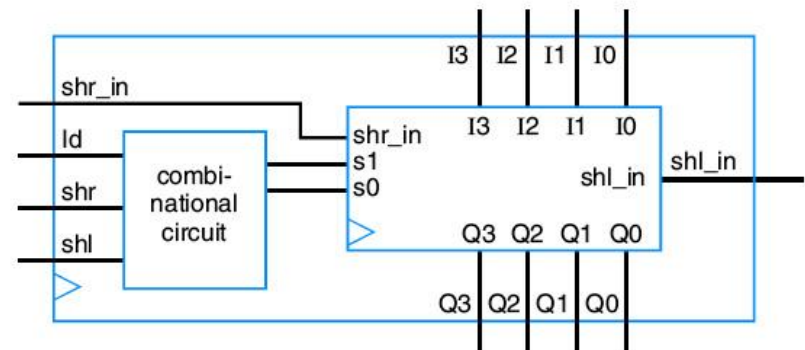 I3 I2 I1 I0
shr_in
ld
shr
shl
combi-
national
circuit
shr_in
s1
s0
I3 I2 I1 I0
shl_in
Q3 Q2 Q1 Q0
shl_in
Q3 Q2 Q1 Q0